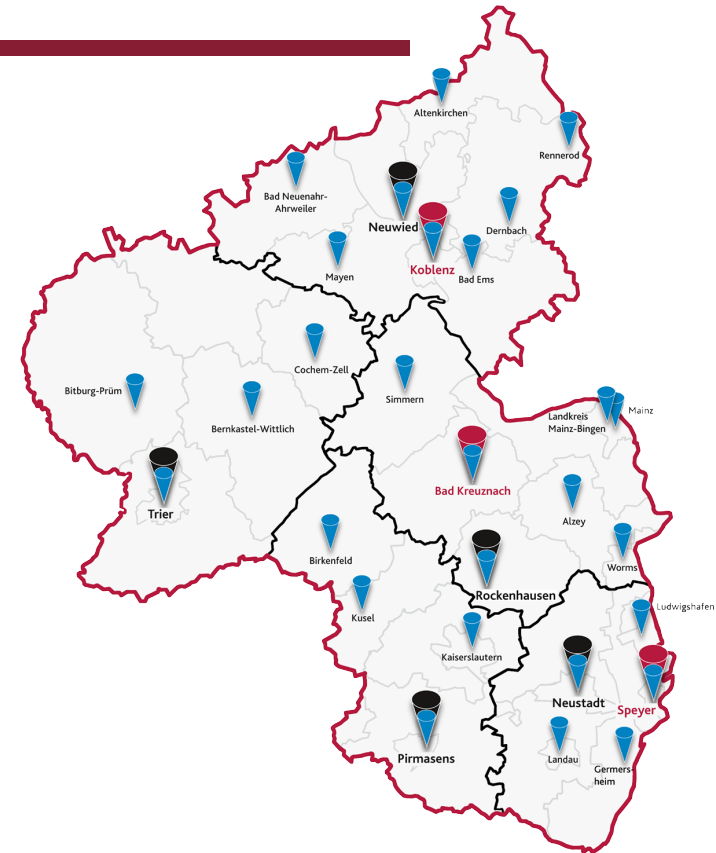 Altenkirchen
Rennerod
Bad Neuenahr-
Ahrweiler
Neuwied
Dernbach
Koblenz
Mayen
Bad Ems
Cochem-Zell
Simmern
Bitburg-Prüm
Bernkastel-Wittlich
Landkreis
Mainz-Bingen
Mainz
Bad Kreuznach
Trier
Alzey
Birkenfeld
Worms
Rockenhausen
Kusel
Ludwigshafen
Kaiserslautern
Neustadt
Speyer
Pirmasens
Landau
Germers-
heim